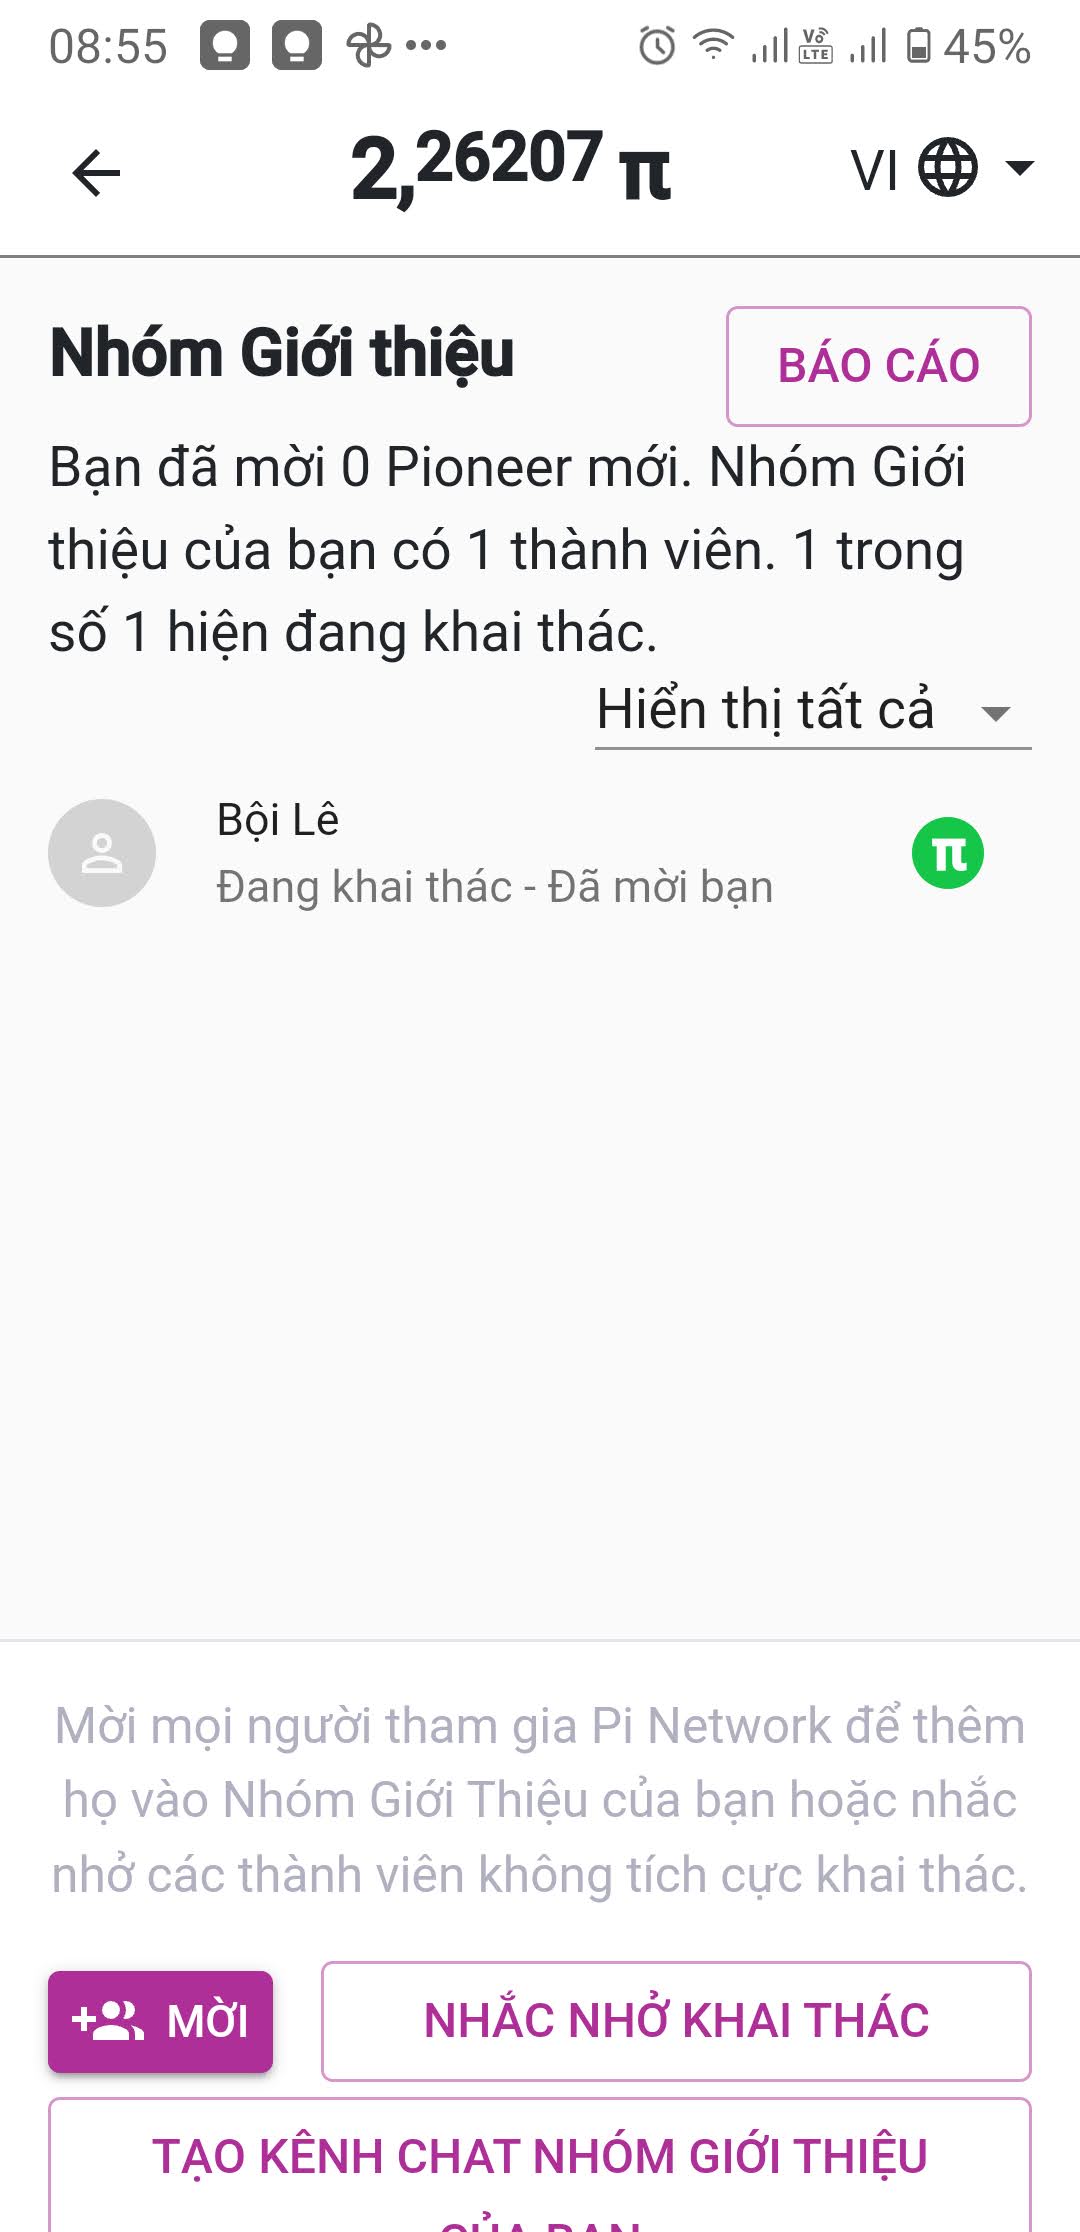 08:55
45%
2,26207 π
VI
Nhóm Giới thiệu
BÁO CÁO
Bạn đã mời 0 Pioneer mới. Nhóm Giới
thiệu của bạn có 1 thành viên. 1 trong
số 1 hiện đang khai thác.
Hiển thị tất cả
Bội Lê
Đang khai thác - Đã mời bạn
π
Mời mọi người tham gia Pi Network để thêm
họ vào Nhóm Giới Thiệu của bạn hoặc nhắc
nhở các thành viên không tích cực khai thác.
MỜI
NHẮC NHỞ KHAI THÁC
TẠO KÊNH CHAT NHÓM GIỚI THIỆU
CỦA BẠN